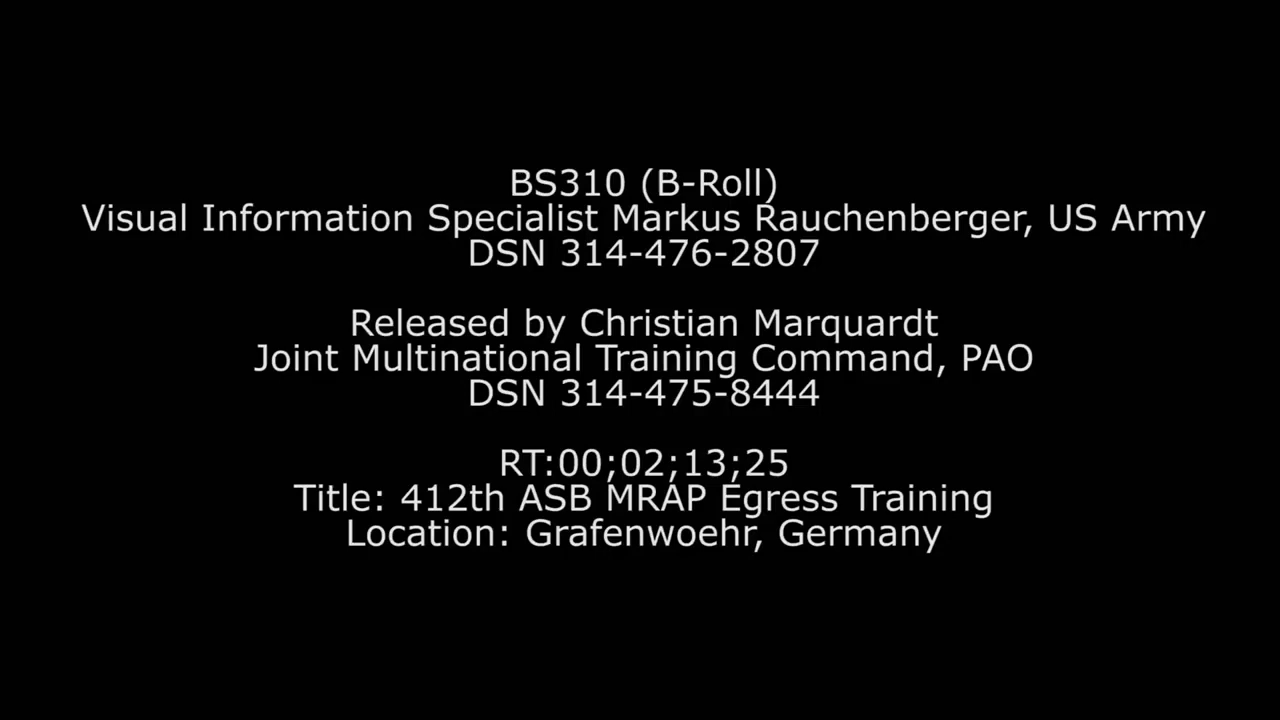 BS310 (B-Roll)
Visual Information Specialist Markus Rauchenberger, US Army
DSN 314-476-2807
Released by Christian Marquardt
Joint Multinational Training Command, PAO
DSN 314-475-8444
RT:00;02;13;25
Title: 412th ASB MRAP Egress Training
Location: Grafenwoehr, Germany